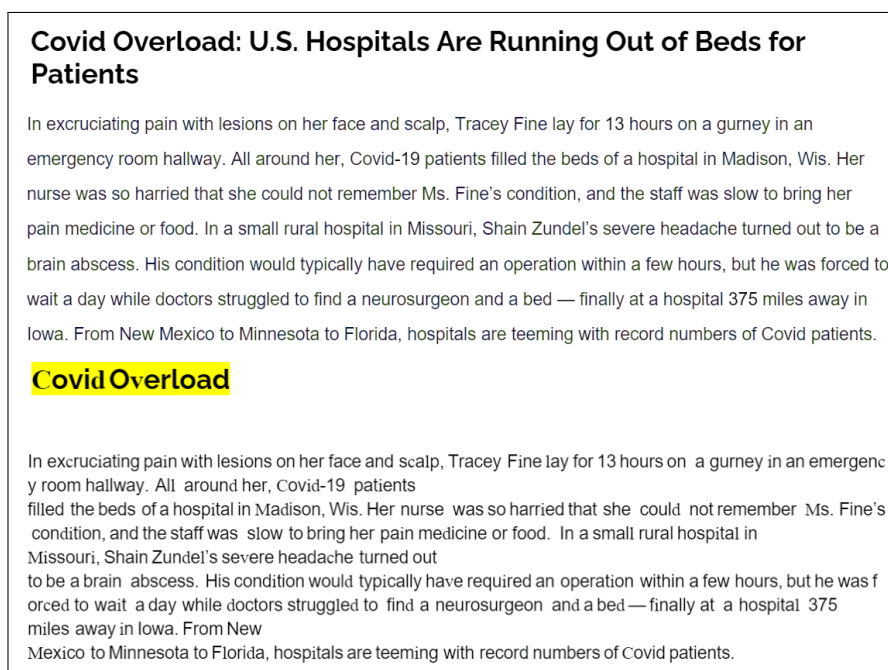 Covid Overload: U.S. Hospitals Are Running Out of Beds for
Patients
In excruciating pain with lesions on her face and scalp, Tracey Fine lay for 13 hours on a gurney in an
emergency room hallway. All around her, Covid-19 patients filled the beds of a hospital in Madison, Wis. Her
nurse was so harried that she could not remember Ms. Fine's condition, and the staff was slow to bring her
pain medicine or food. In a small rural hospital in Missouri, Shain Zundel's severe headache turned out to be a
brain abscess. His condition would typically have required an operation within a few hours, but he was forced to
wait a day while doctors struggled to find a neurosurgeon and a bed — finally at a hospital 375 miles away in
Iowa. From New Mexico to Minnesota to Florida, hospitals are teeming with record numbers of Covid patients.
Covid Overload
In excruciating pain with lesions on her face and scalp, Tracey Fine lay for 13 hours on a gurney in an emergenc
y room hallway. All around her, Covid-19 patients
filled the beds of a hospital in Madison, Wis. Her nurse was so harried that she could not remember Ms. Fine's
condition, and the staff was slow to bring her pain medicine or food. In a small rural hospital in
Missouri, Shain Zundel's severe headache turned out
to be a brain abscess. His condition would typically have required an operation within a few hours, but he was f
orced to wait a day while doctors struggled to find a neurosurgeon and a bed — finally at a hospital 375
miles away in Iowa. From New
Mexico to Minnesota to Florida, hospitals are teeming with record numbers of Covid patients.